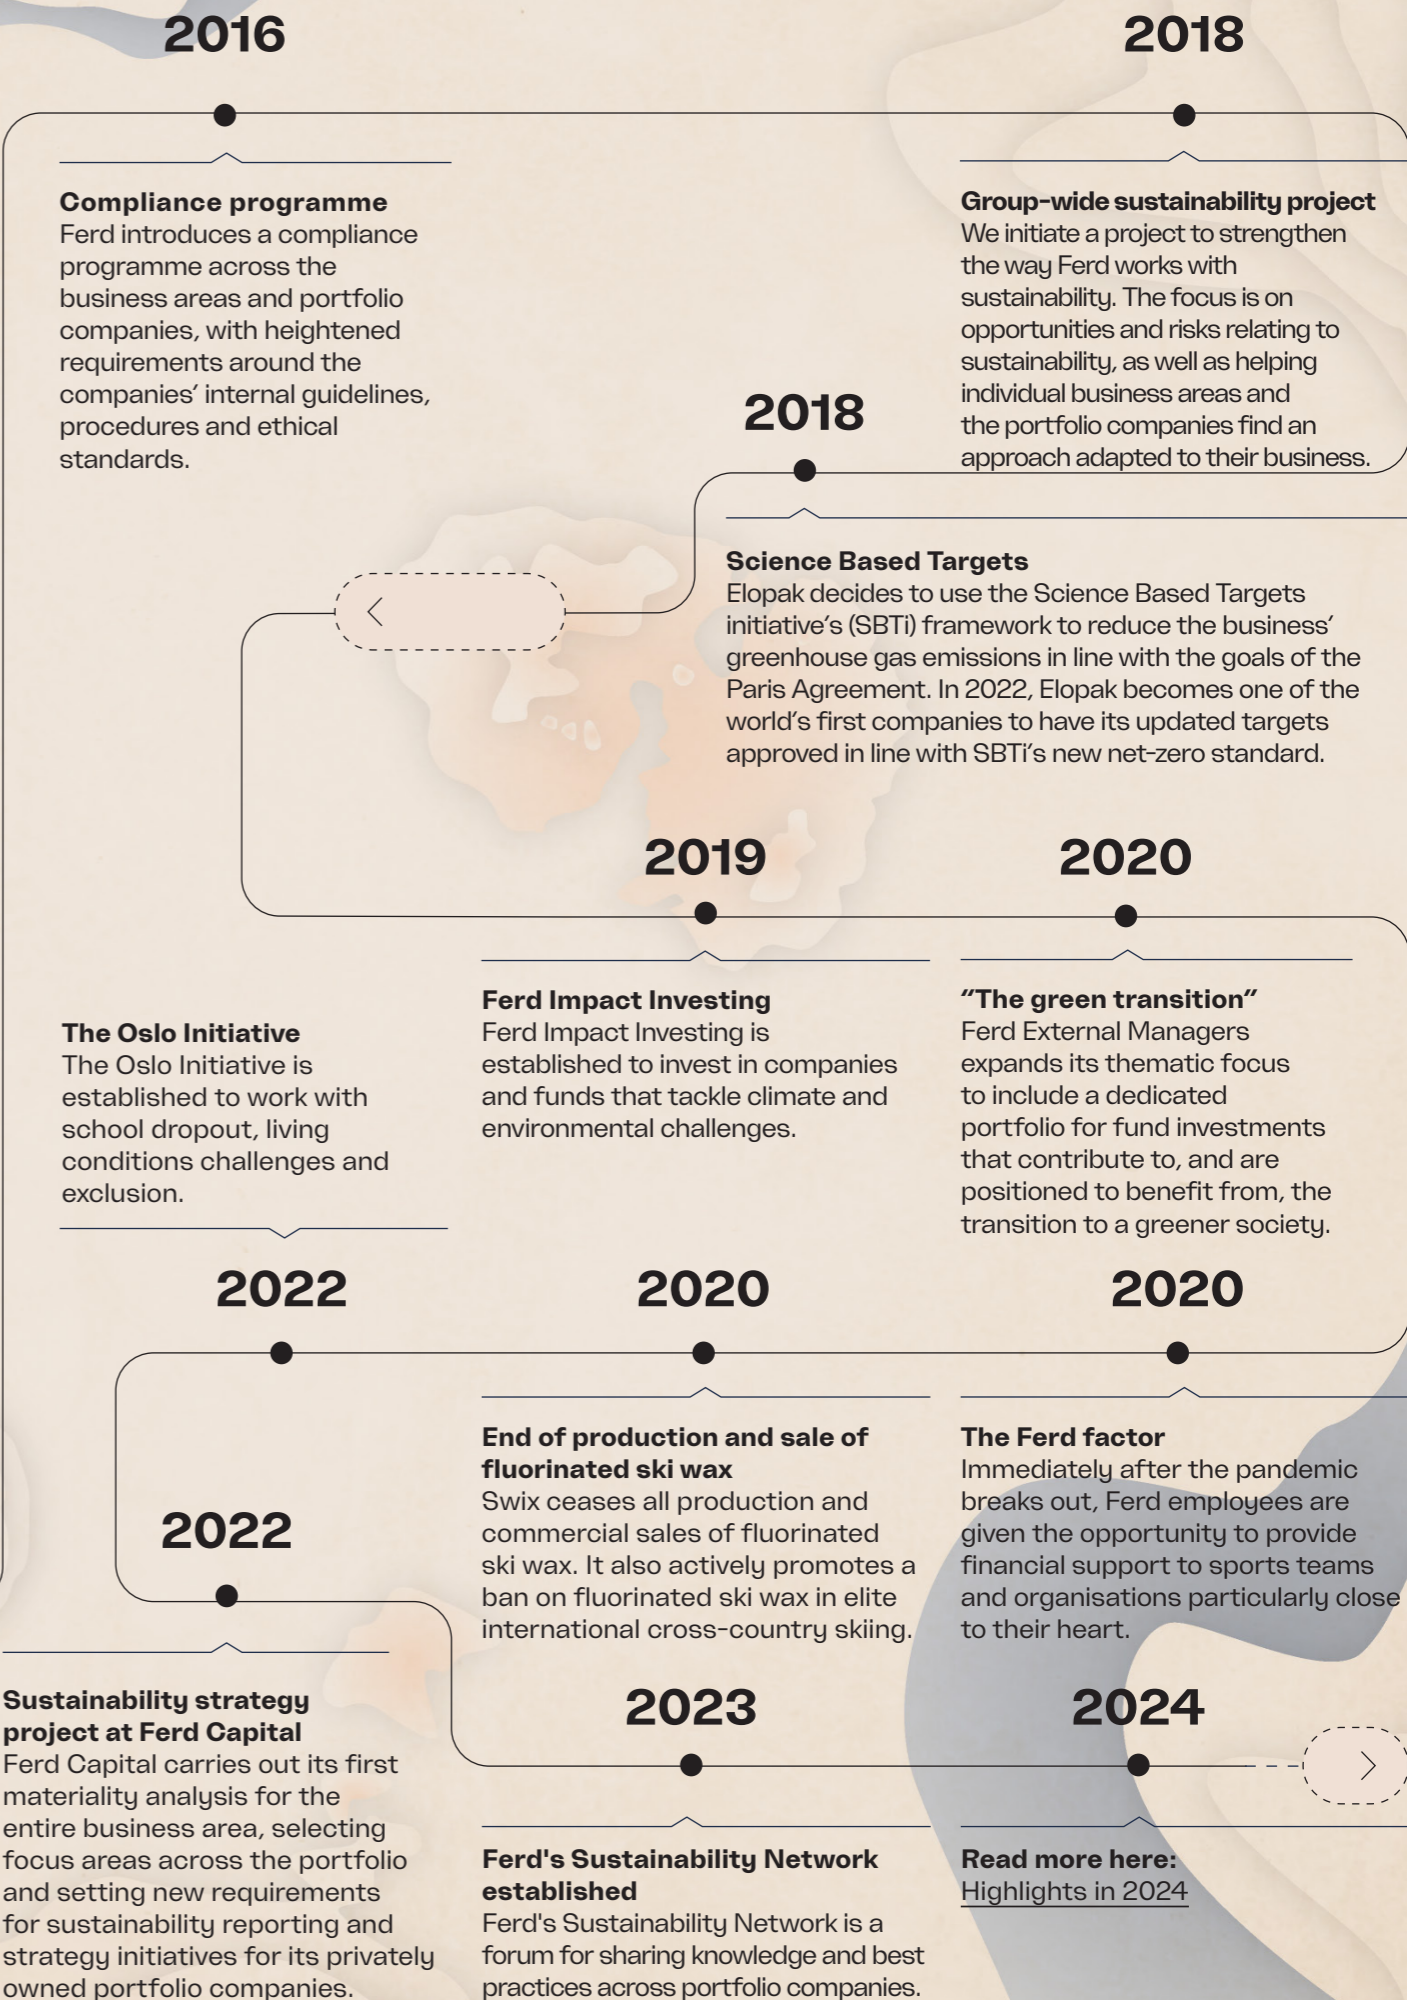 2016
Compliance programme
Ferd introduces a compliance
programme across the
business areas and portfolio
companies, with heightened
requirements around the
companies’ internal guidelines,
procedures and ethical
standards.
2018
Group-wide sustainability project
We initiate a project to strengthen
the way Ferd works with
sustainability. The focus is on
opportunities and risks relating to
sustainability, as well as helping
individual business areas and
the portfolio companies find an
approach adapted to their business.
2018
Science Based Targets
Elopak decides to use the Science Based Targets
initiative’s (SBTi) framework to reduce the business’
greenhouse gas emissions in line with the goals of the
Paris Agreement. In 2022, Elopak becomes one of the
world’s first companies to have its updated targets
approved in line with SBTi’s new net-zero standard.
2019
Ferd Impact Investing
Ferd Impact Investing is
established to invest in companies
and funds that tackle climate and
environmental challenges.
2020
“The green transition”
Ferd External Managers
expands its thematic focus
to include a dedicated
portfolio for fund investments
that contribute to, and are
positioned to benefit from, the
transition to a greener society.
2020
The Ferd factor
Immediately after the pandemic
breaks out, Ferd employees are
given the opportunity to provide
financial support to sports teams
and organisations particularly close
to their heart.
2020
End of production and sale of
fluorinated ski wax
Swix ceases all production and
commercial sales of fluorinated
ski wax. It also actively promotes a
ban on fluorinated ski wax in elite
international cross-country skiing.
The Oslo Initiative
The Oslo Initiative is
established to work with
school dropout, living
conditions challenges and
exclusion.
2022
2022
Sustainability strategy
project at Ferd Capital
Ferd Capital carries out its first
materiality analysis for the
entire business area, selecting
focus areas across the portfolio
and setting new requirements
for sustainability reporting and
strategy initiatives for its privately
owned portfolio companies.
2023
Ferd's Sustainability Network
established
Ferd's Sustainability Network is a
forum for sharing knowledge and best
practices across portfolio companies.
2024
Read more here:
Highlights in 2024